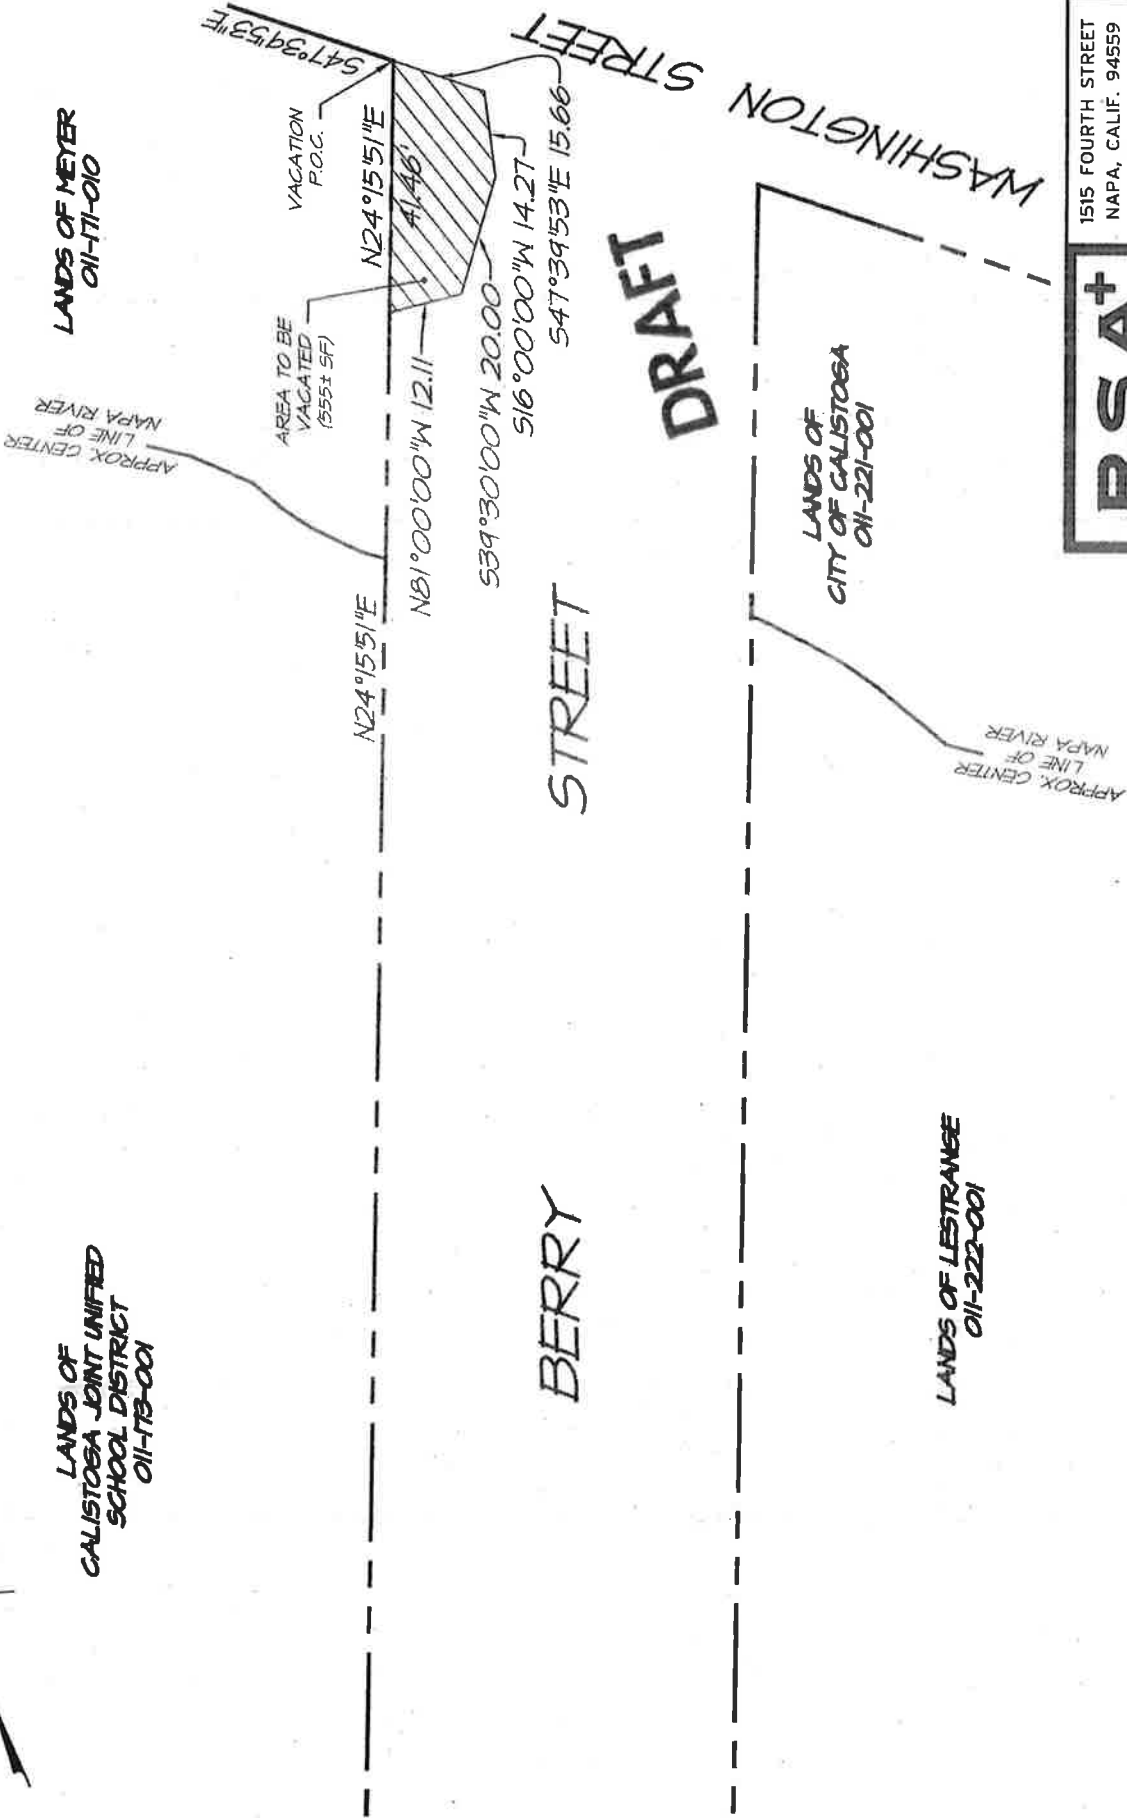 LANDS OF MEYER
011-171-010
S47°39'53"E
VACATION
P.O.C.
N24°15'51"E
41.46'
AREA TO BE
VACATED
(555± SF)
APPROX. CENTER
LINE OF
NAPA RIVER
N24°15'51"E
N81°00'00"W 12.11
S39°30'00"W 20.00
S16°00'00"W 14.27
S47°39'53"E 15.66
WASHINGTON STREET
DRAFT
BERRY STREET
LANDS OF
CALISTOGA JOINT UNIFIED
SCHOOL DISTRICT
011-173-001
LANDS OF
CITY OF CALISTOGA
011-221-001
APPROX. CENTER
LINE OF
NAPA RIVER
LANDS OF LESTRANGE
011-222-001
1515 FOURTH STREET
NAPA, CALIF. 94559
RSA+